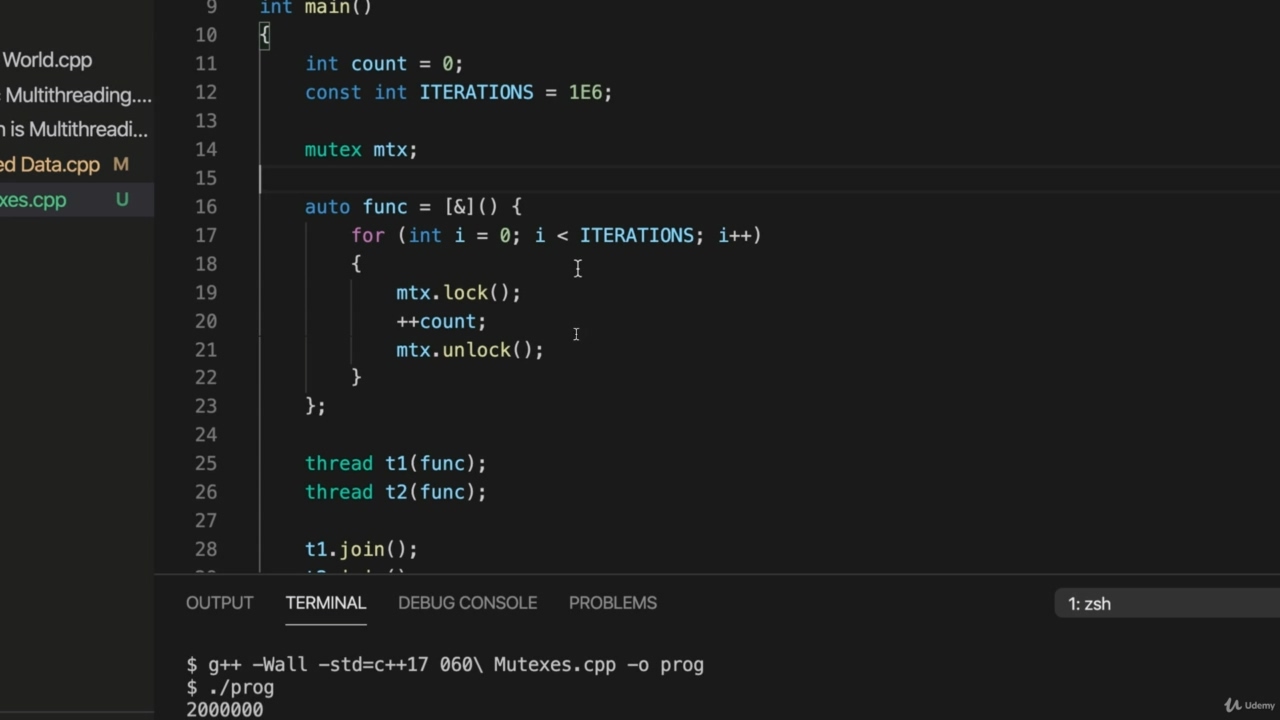 World.cpp
Multithreading....
n is Multithreadi...
ed Data.cpp M
xes.cpp U
9 int main()
10 {
11 int count = 0;
12 const int ITERATIONS = 1E6;
13
14 mutex mtx;
15
16 auto func = [&]() {
17 for (int i = 0; i < ITERATIONS; i++)
18 {
19 mtx.lock();
20 ++count;
21 mtx.unlock();
22 }
23 };
24
25 thread t1(func);
26 thread t2(func);
27
28 t1.join();
OUTPUT TERMINAL DEBUG CONSOLE PROBLEMS 1: zsh
$ g++ -Wall -std=c++17 060\ Mutexes.cpp -o prog
$ ./prog
2000000
Udemy